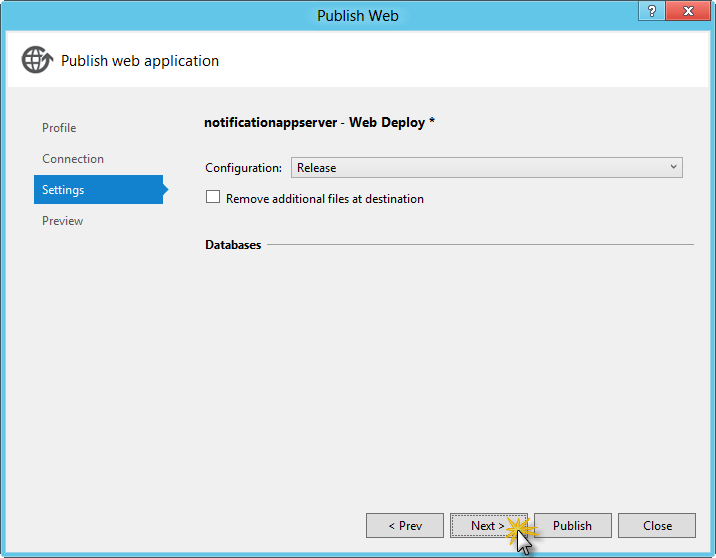 Publish Web
?
Publish web application
Profile
Connection
Settings
Preview
notificationappserver - Web Deploy *
Configuration: Release
Remove additional files at destination
Databases
< Prev Next > Publish Close